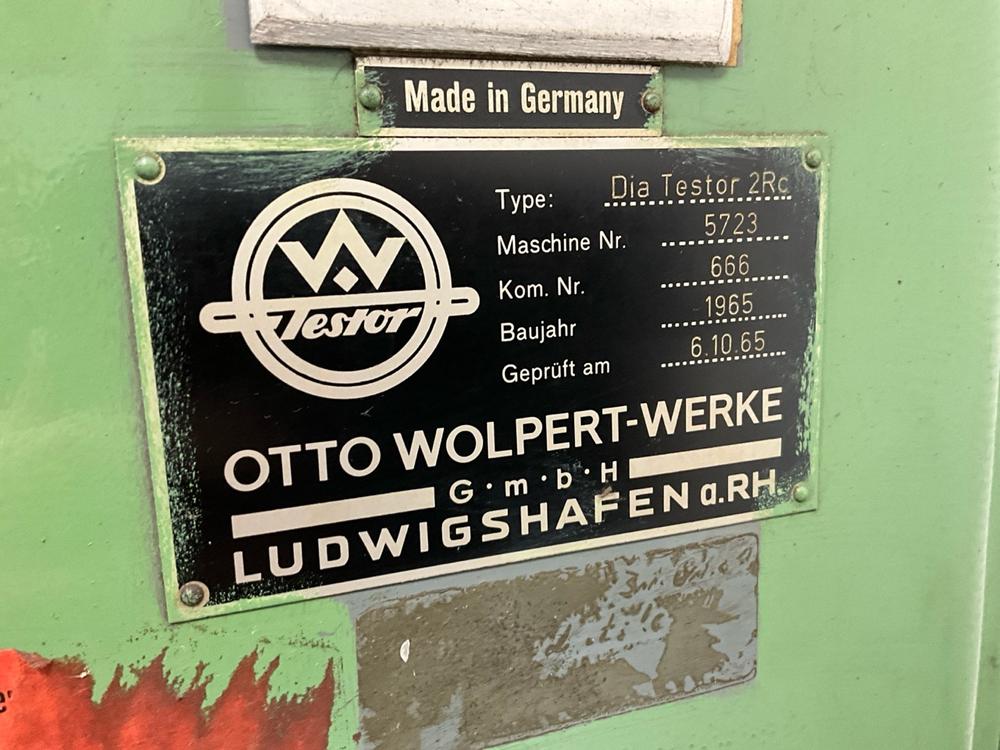 Made in Germany
Type: Dia Testor 2Rc
Maschine Nr. 5723
Kom. Nr. 666
Baujahr 1965
Geprüft am 6.10.65
W
Testor
OTTO WOLPERT-WERKE
G·m·b·H
LUDWIGSHAFEN a.RH.